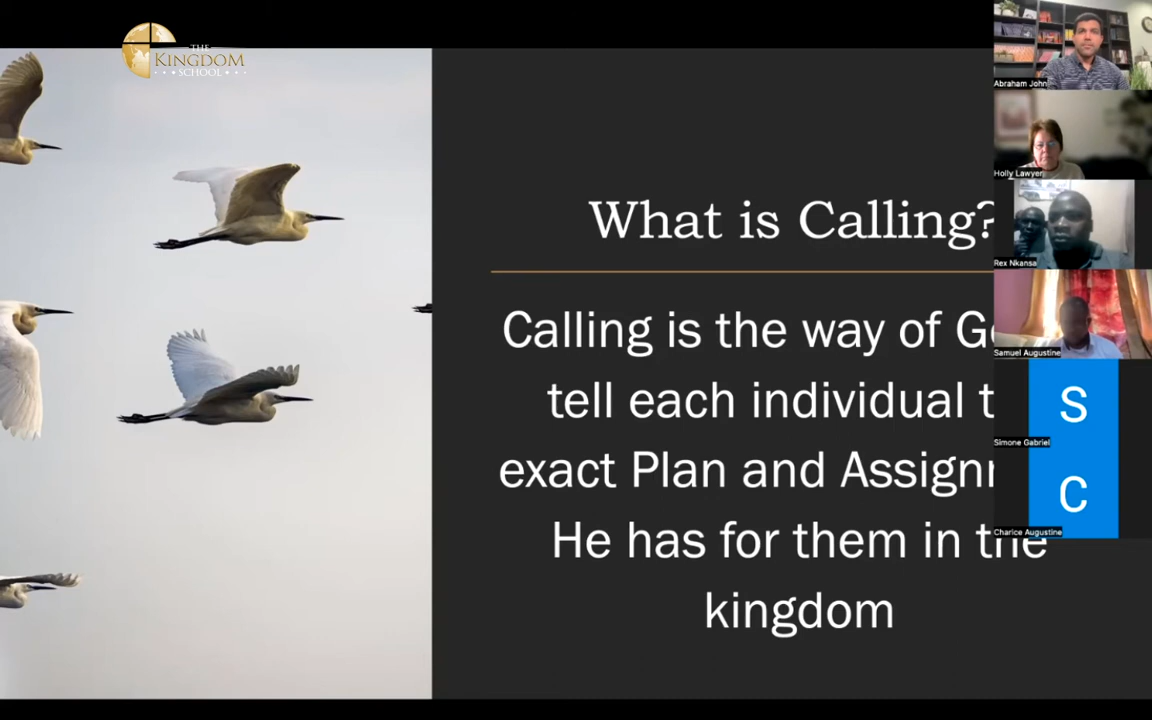 THE
KINGDOM
SCHOOL
What is Calling?
Calling is the way of
tell each individual
exact Plan and
He has for them in the
kingdom
Abraham John
Holly Lawyer
Rex Nkansa
Samuel Augustine
S
Simone Gabriel
C
Charice Augustine